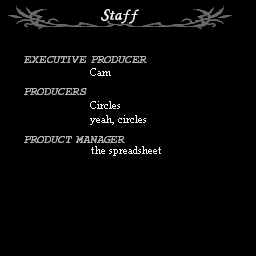 Staff
EXECUTIVE PRODUCER
Cam
PRODUCERS
Circles
yeah, circles
PRODUCT MANAGER
the spreadsheet